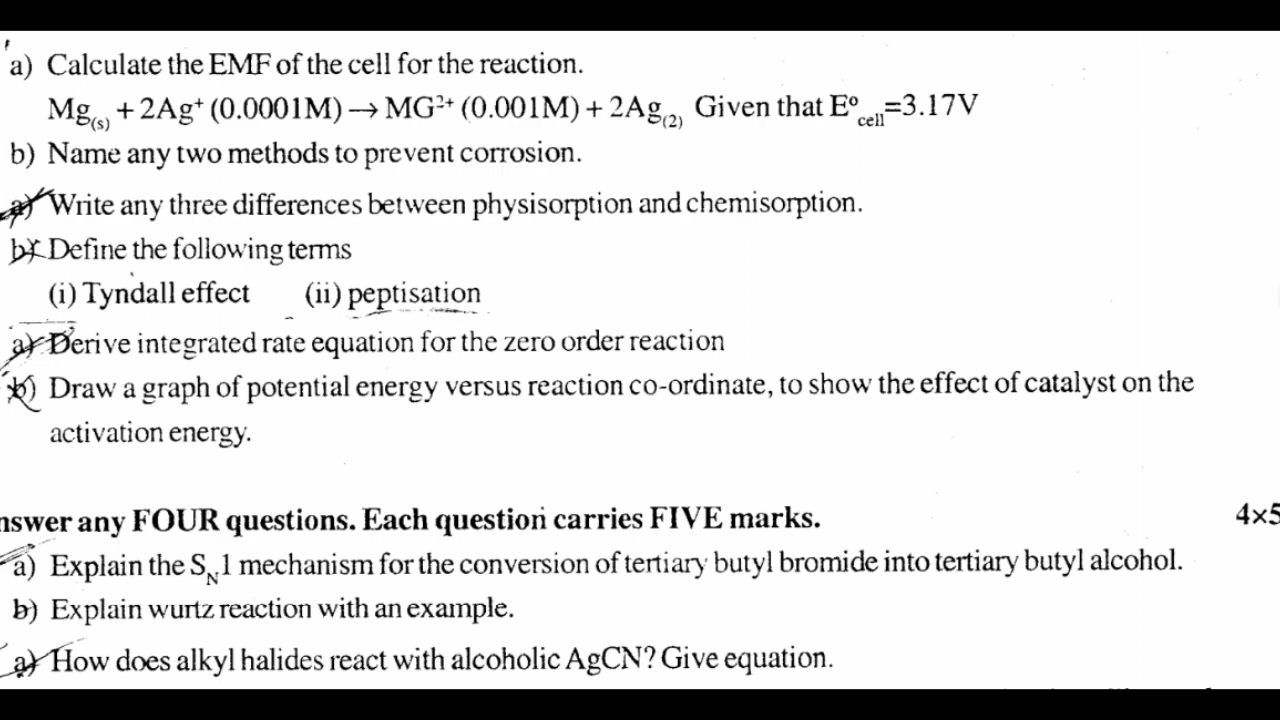 a) Calculate the EMF of the cell for the reaction.
Mg(s) + 2Ag⁺ (0.0001M) → MG²⁺ (0.001M) + 2Ag(2) Given that E°cell=3.17V
b) Name any two methods to prevent corrosion.
a) Write any three differences between physisorption and chemisorption.
b) Define the following terms
(i) Tyndall effect (ii) peptisation
a) Derive integrated rate equation for the zero order reaction
b) Draw a graph of potential energy versus reaction co-ordinate, to show the effect of catalyst on the
activation energy.
nswer any FOUR questions. Each question carries FIVE marks. 4×5
a) Explain the SN1 mechanism for the conversion of tertiary butyl bromide into tertiary butyl alcohol.
b) Explain wurtz reaction with an example.
a) How does alkyl halides react with alcoholic AgCN? Give equation.